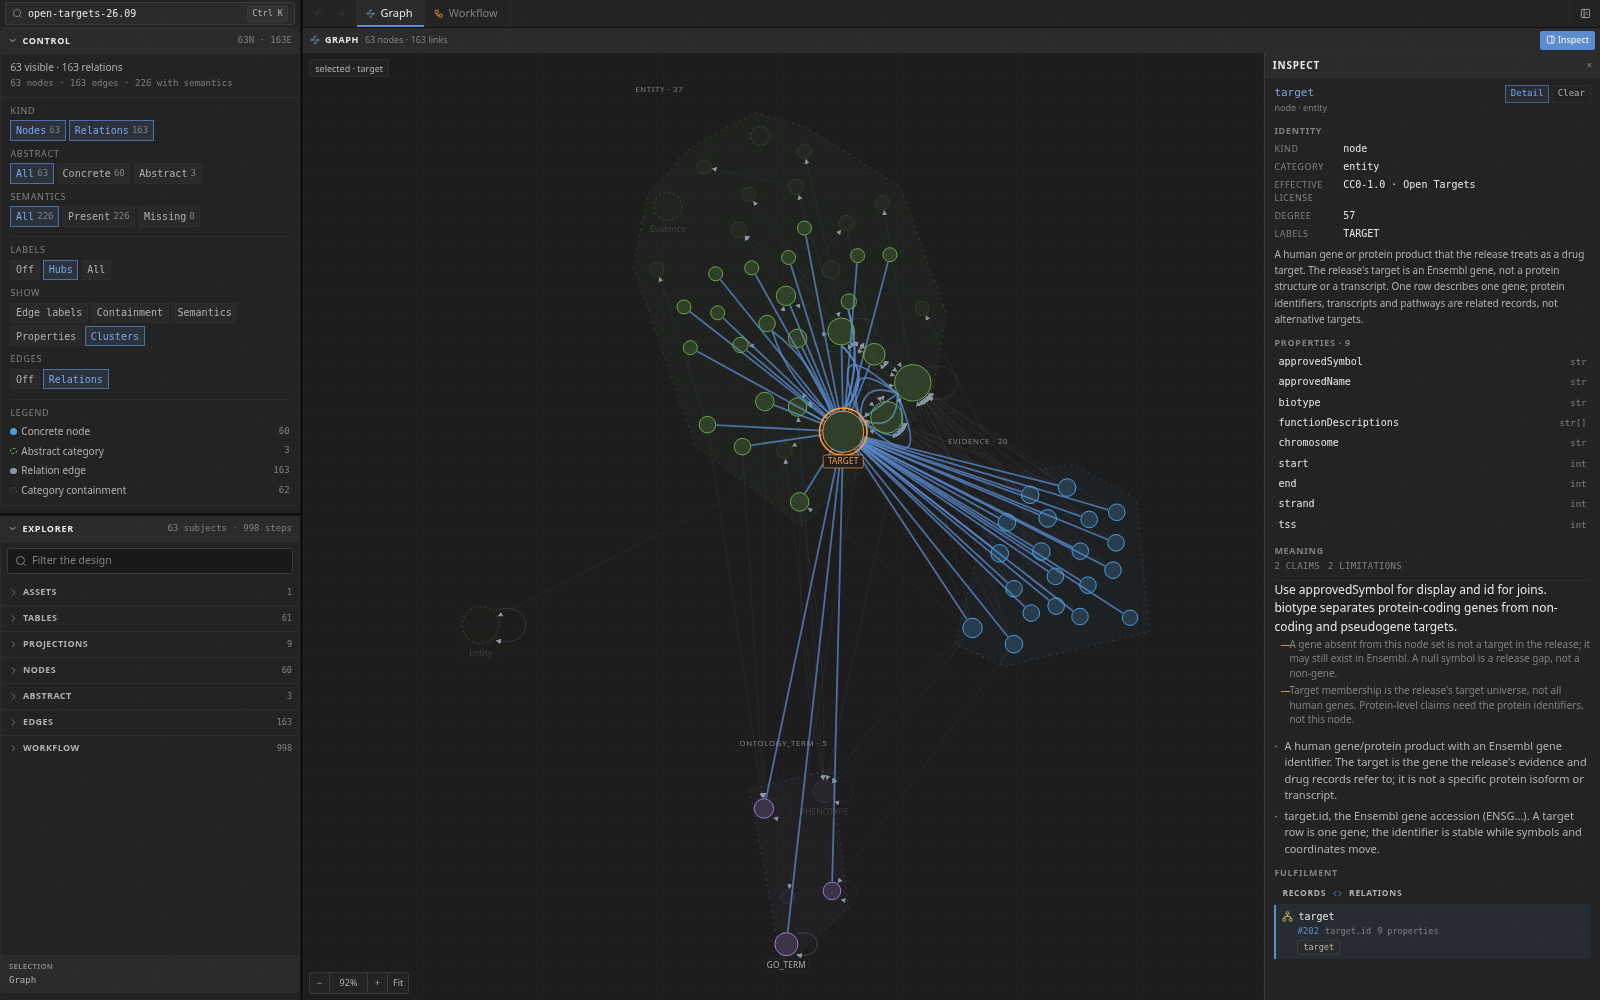 open-targets-26.09
Ctrl K
Graph
Workflow
CONTROL
63N · 163E
63 visible · 163 relations
63 nodes · 163 edges · 226 with semantics
KIND
Nodes 63
Relations 163
ABSTRACT
All 63
Concrete 60
Abstract 3
SEMANTICS
All 226
Present 226
Missing 0
LABELS
Off
Hubs
All
SHOW
Edge labels
Containment
Semantics
Properties
Clusters
EDGES
Off
Relations
LEGEND
Concrete node 60
Abstract category 3
Relation edge 163
Category containment 62
EXPLORER
63 subjects · 998 steps
Filter the design
ASSETS 1
TABLES 61
PROJECTIONS 9
NODES 60
ABSTRACT 3
EDGES 163
WORKFLOW 998
SELECTION
Graph
GRAPH 63 nodes · 163 links
Inspect
selected · target
ENTITY · 37
Evidence
TARGET
EVIDENCE · 20
Entity
ONTOLOGY_TERM · 5
PHENOTYPE
GO_TERM
− 92% + Fit
INSPECT ×
target
Detail
Clear
node · entity
IDENTITY
KIND node
CATEGORY entity
EFFECTIVE CC0-1.0 · Open Targets
LICENSE
DEGREE 57
LABELS TARGET
A human gene or protein product that the release treats as a drug
target. The release's target is an Ensembl gene, not a protein
structure or a transcript. One row describes one gene; protein
identifiers, transcripts and pathways are related records, not
alternative targets.
PROPERTIES · 9
approvedSymbol str
approvedName str
biotype str
functionDescriptions str[]
chromosome str
start int
end int
strand int
tss int
MEANING
2 CLAIMS 2 LIMITATIONS
Use approvedSymbol for display and id for joins.
biotype separates protein-coding genes from non-
coding and pseudogene targets.
—A gene absent from this node set is not a target in the release; it
may still exist in Ensembl. A null symbol is a release gap, not a
non-gene.
—Target membership is the release's target universe, not all
human genes. Protein-level claims need the protein identifiers,
not this node.
· A human gene/protein product with an Ensembl gene
identifier. The target is the gene the release's evidence and
drug records refer to; it is not a specific protein isoform or
transcript.
· target.id, the Ensembl gene accession (ENSG…). A target
row is one gene; the identifier is stable while symbols and
coordinates move.
FULFILMENT
RECORDS <> RELATIONS
target
#202 target.id 9 properties
target